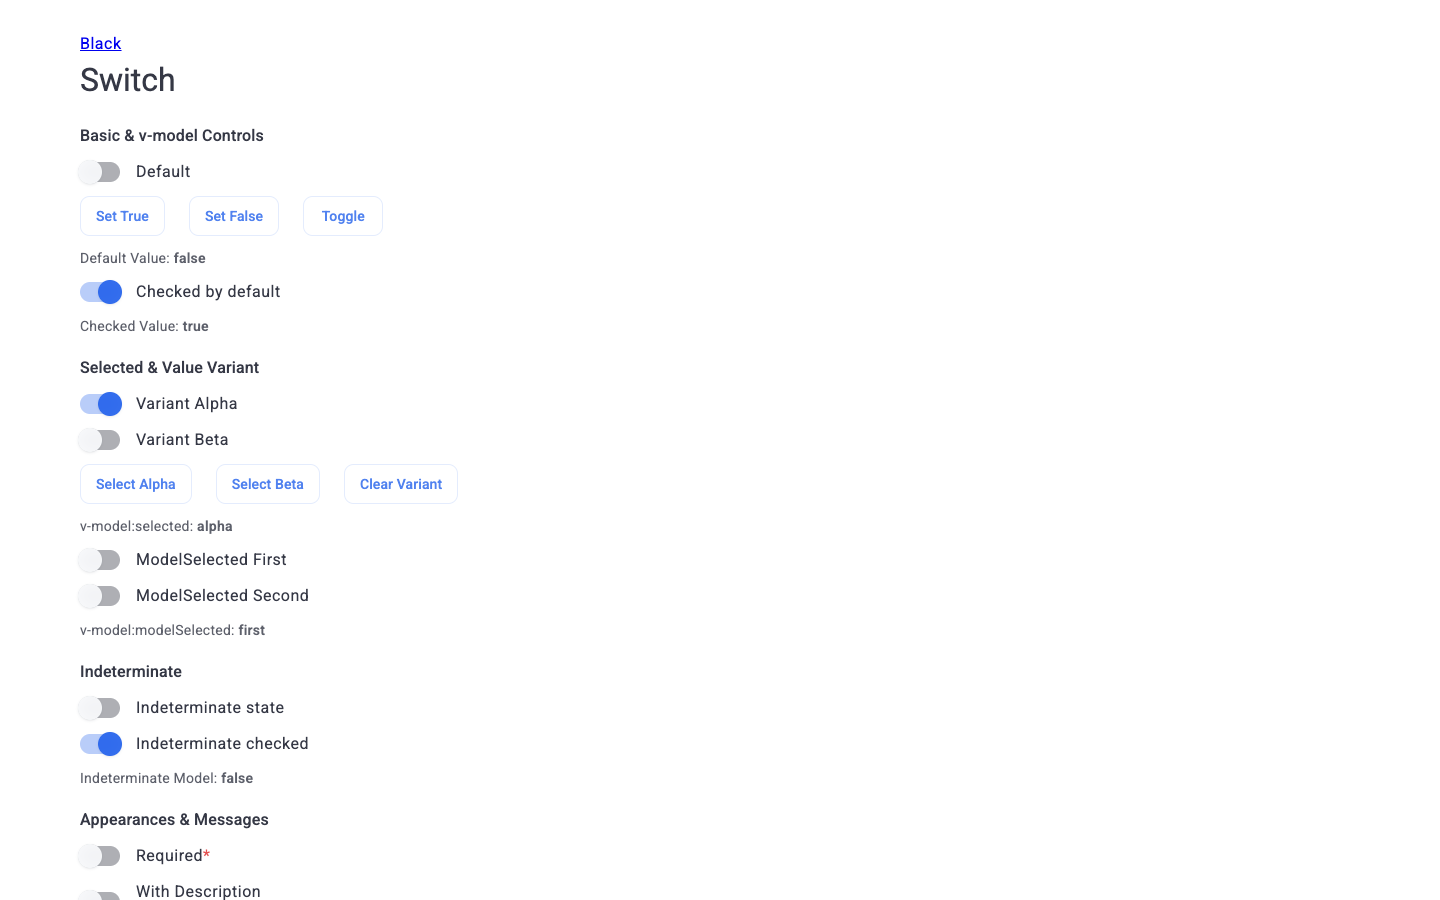 Black
Switch
Basic & v-model Controls
Default
Set True Set False Toggle
Default Value: false
Checked by default
Checked Value: true
Selected & Value Variant
Variant Alpha
Variant Beta
Select Alpha Select Beta Clear Variant
v-model:selected: alpha
ModelSelected First
ModelSelected Second
v-model:modelSelected: first
Indeterminate
Indeterminate state
Indeterminate checked
Indeterminate Model: false
Appearances & Messages
Required*
With Description